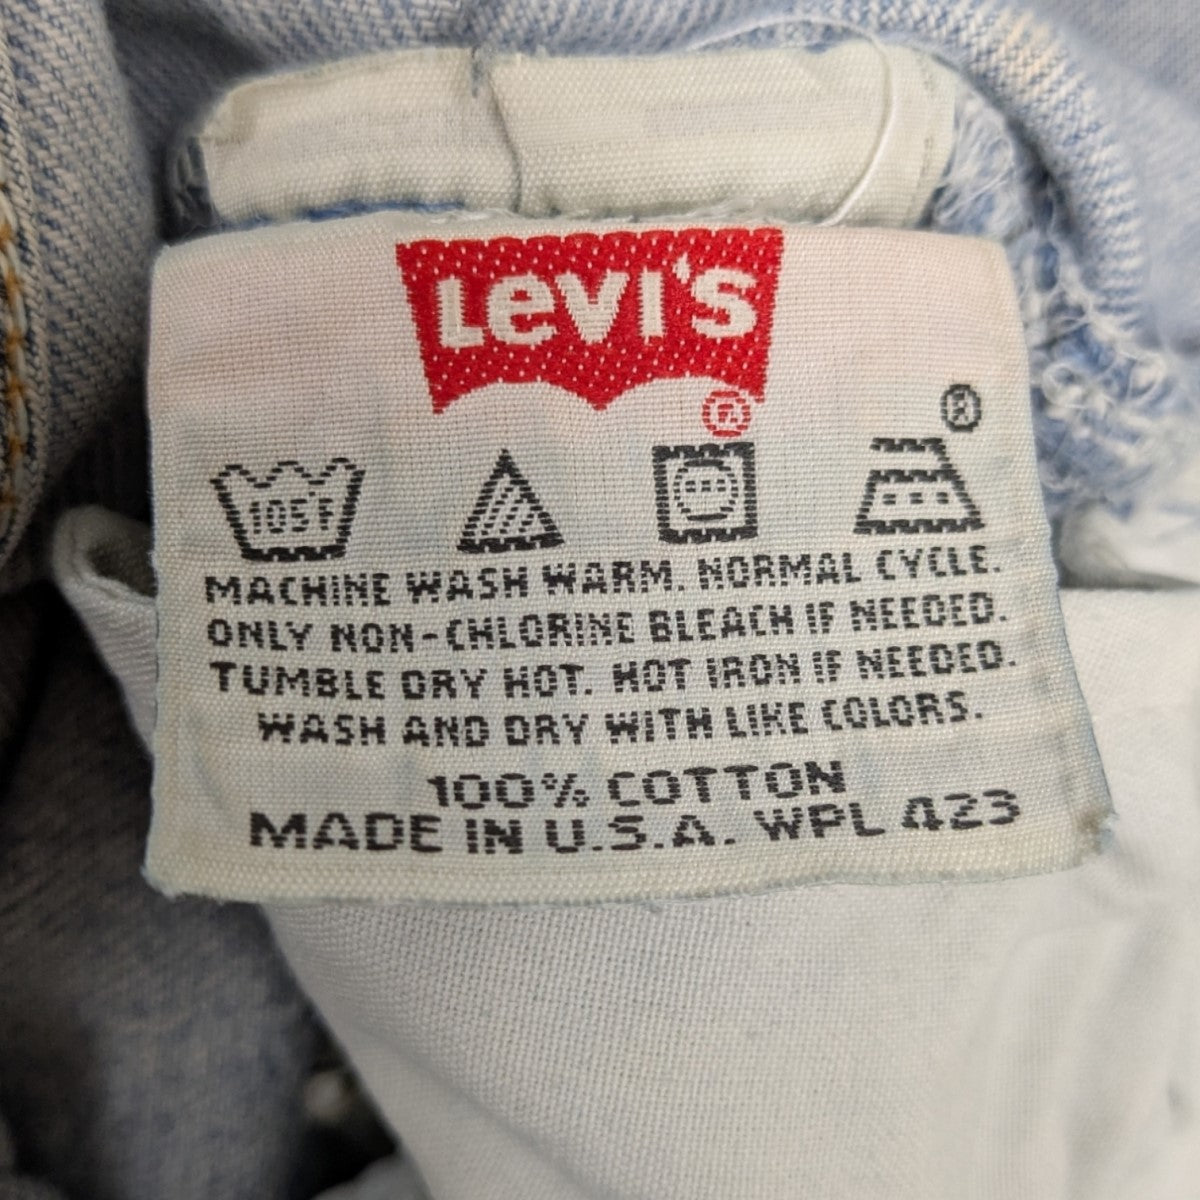 Levi's
®
®
105°F
MACHINE WASH WARM. NORMAL CYCLE.
ONLY NON-CHLORINE BLEACH IF NEEDED.
TUMBLE DRY HOT. HOT IRON IF NEEDED.
WASH AND DRY WITH LIKE COLORS.
100% COTTON
MADE IN U.S.A. WPL 423